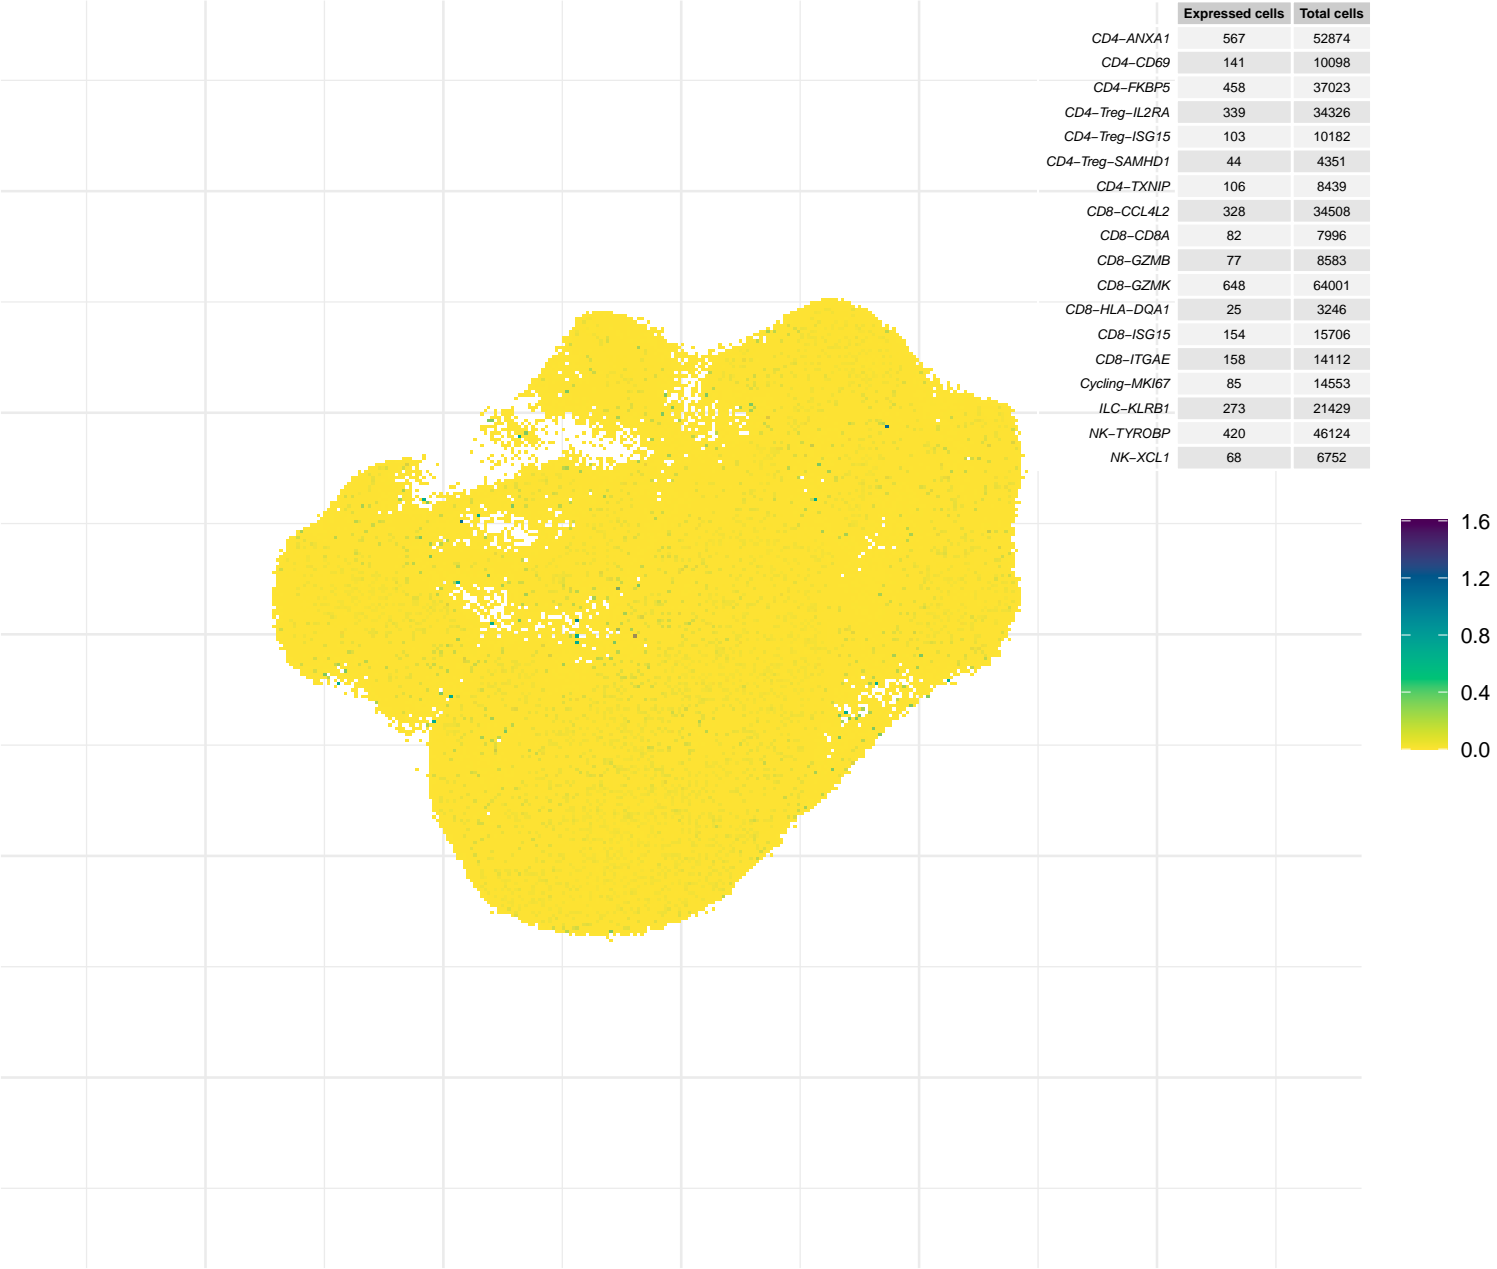 Expressed cells Total cells
CD4−ANXA1 567 52874
CD4−CD69 141 10098
CD4−FKBP5 458 37023
CD4−Treg−IL2RA 339 34326
CD4−Treg−ISG15 103 10182
CD4−Treg−SAMHD1 44 4351
CD4−TXNIP 106 8439
CD8−CCL4L2 328 34508
CD8−CD8A 82 7996
CD8−GZMB 77 8583
CD8−GZMK 648 64001
CD8−HLA−DQA1 25 3246
CD8−ISG15 154 15706
CD8−ITGAE 158 14112
Cycling−MKI67 85 14553
ILC−KLRB1 273 21429
NK−TYROBP 420 46124
NK−XCL1 68 6752
1.6
1.2
0.8
0.4
0.0